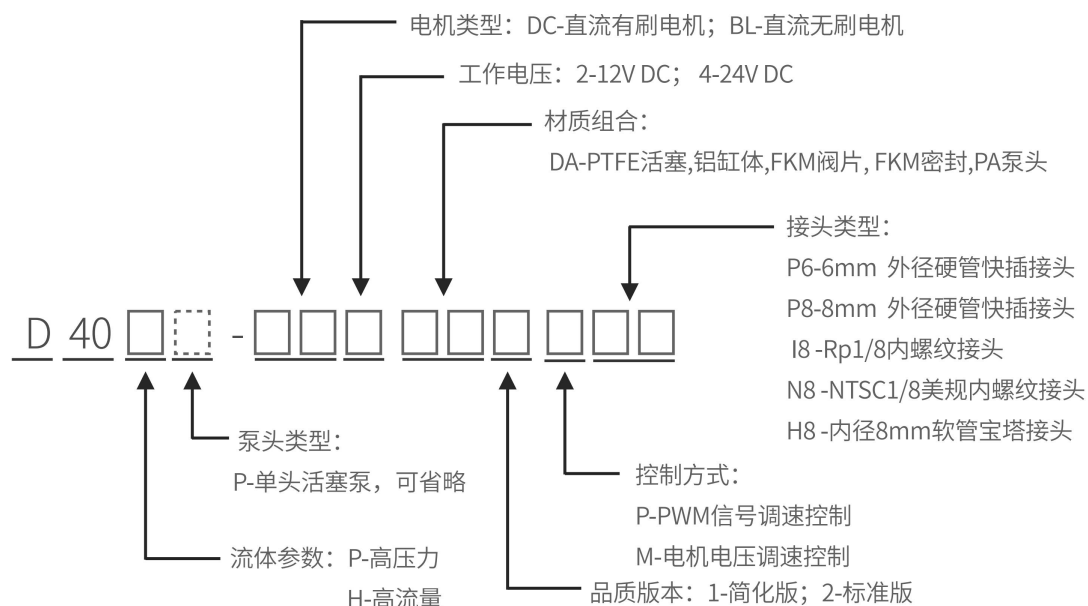 电机类型：DC-直流有刷电机；BL-直流无刷电机
工作电压：2-12V DC； 4-24V DC
材质组合：
DA-PTFE活塞,铝缸体,FKM阀片, FKM密封,PA泵头
接头类型：
P6-6mm 外径硬管快插接头
P8-8mm 外径硬管快插接头
I8 -Rp1/8内螺纹接头
N8 -NTSC1/8美规内螺纹接头
H8 -内径8mm软管宝塔接头
D 40 -
泵头类型：
P-单头活塞泵，可省略
控制方式：
P-PWM信号调速控制
M-电机电压调速控制
流体参数：P-高压力
H-高流量
品质版本：1-简化版；2-标准版